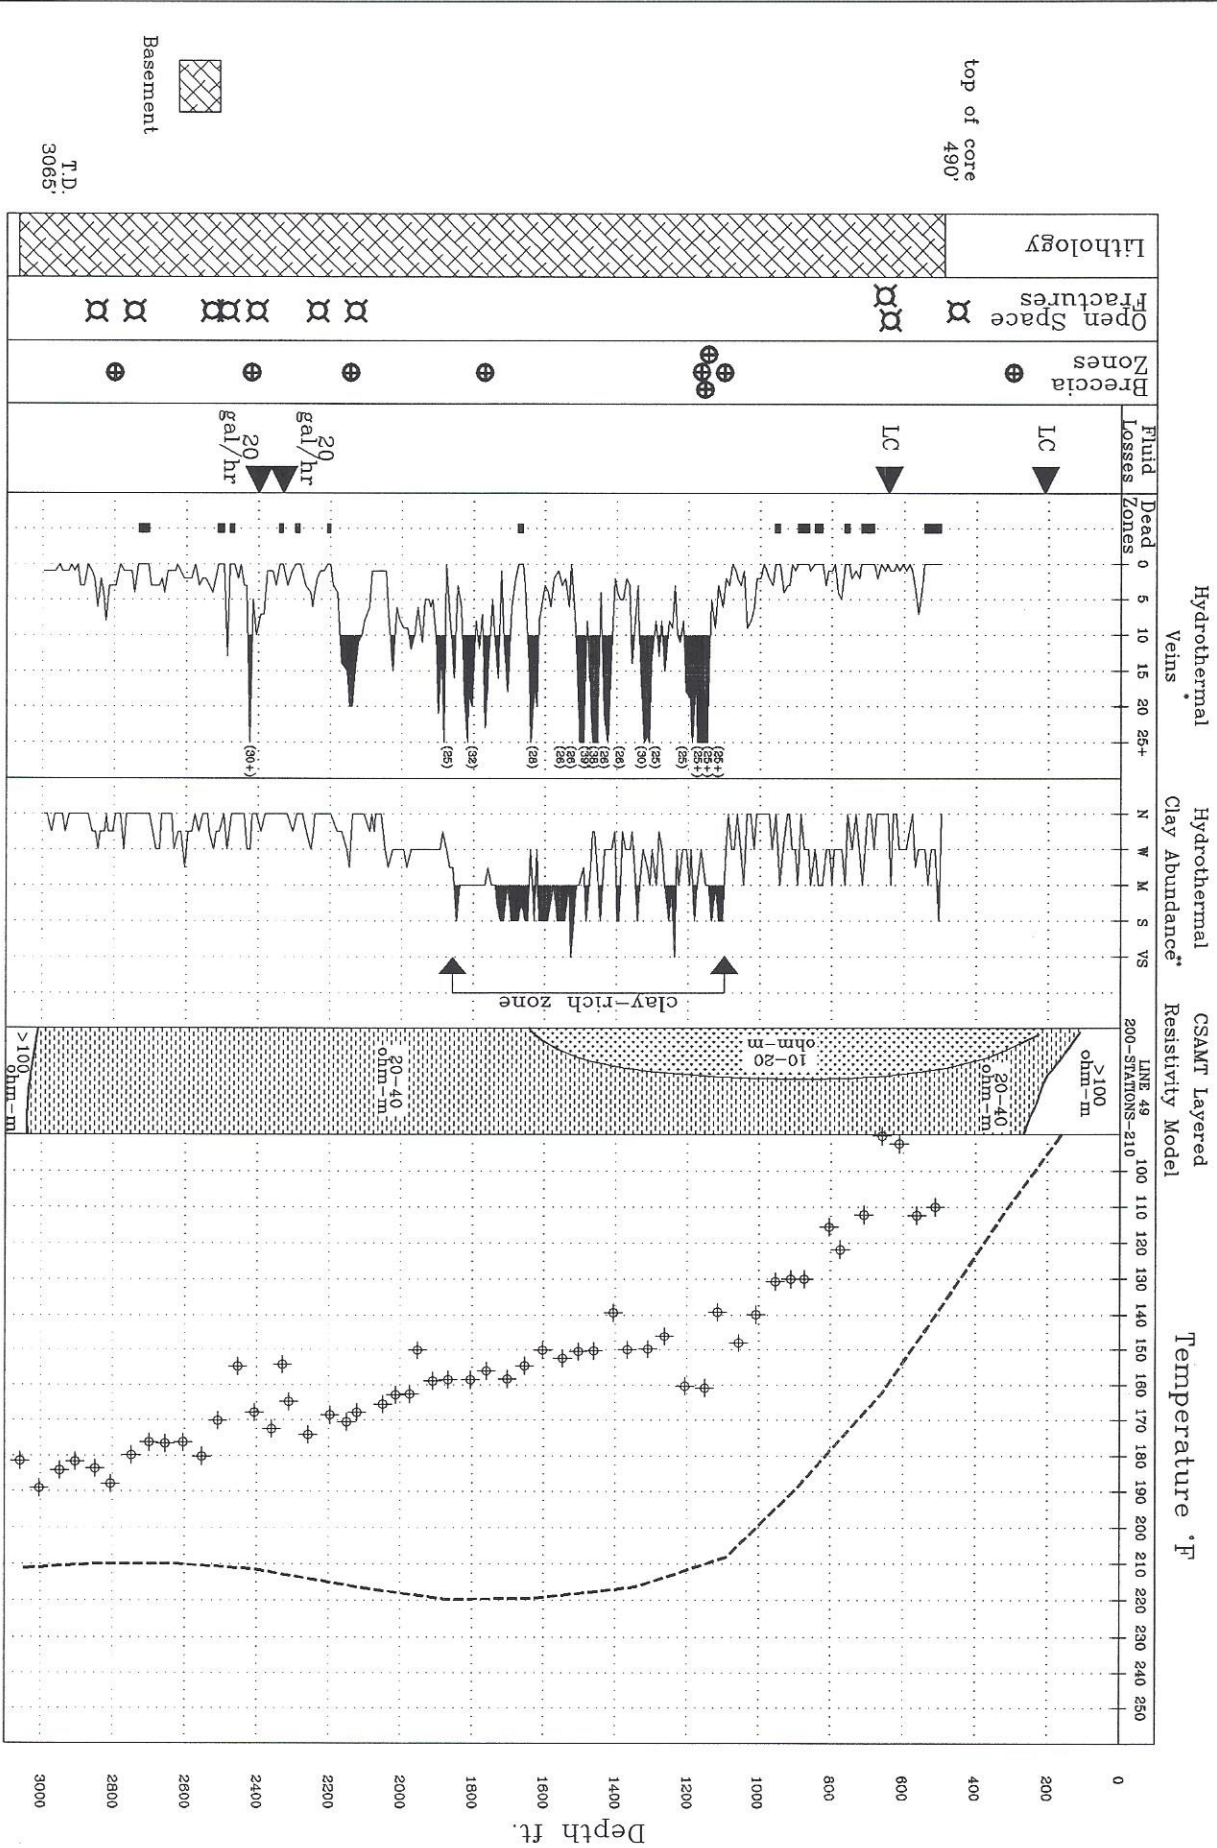 Lithology
Open Space
Fractures
Breccia
Zones
Fluid
Losses
Dead
Zones
Hydrothermal *
Veins
0 5 10 15 20 25+
Hydrothermal
Clay Abundance**
N W M S VS
CSAMT Layered
Resistivity Model
LINE 49
200-STATIONS-210
Temperature °F
100 110 120 130 140 150 160 170 180 190 200 210 220 230 240 250
Depth ft.
0
200
400
600
800
1000
1200
1400
1600
1800
2000
2200
2400
2600
2800
3000
top of core
490'
T.D.
3065'
Basement
LC
LC
20
gal/hr
20
gal/hr
(25+)
(25+)
(25+)
(25)
(25)
(30)
(26)
(26)
(38)
(39)
(26)
(26)
(28)
(32)
(25)
(30+)
clay-rich zone
>100
ohm-m
20-40
ohm-m
10-20
ohm-m
20-40
ohm-m
>100
ohm-m